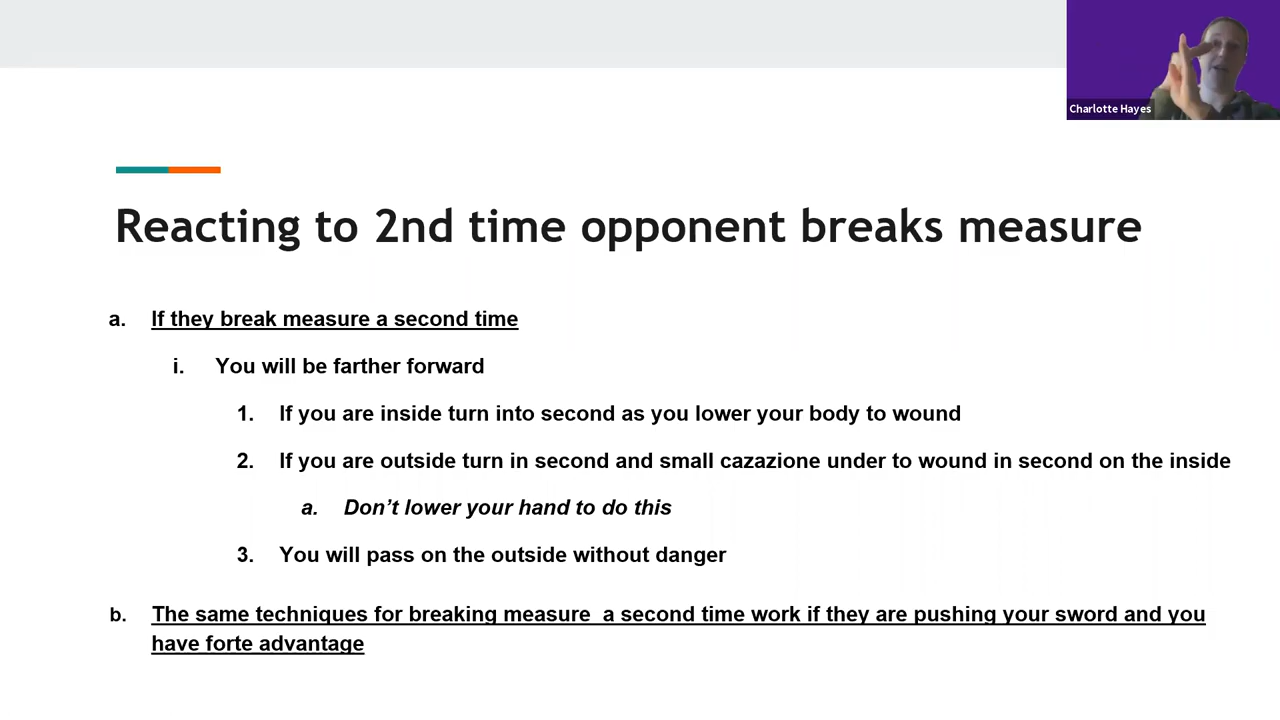 Charlotte Hayes
Reacting to 2nd time opponent breaks measure
a. If they break measure a second time
i. You will be farther forward
1. If you are inside turn into second as you lower your body to wound
2. If you are outside turn in second and small cazazione under to wound in second on the inside
a. Don’t lower your hand to do this
3. You will pass on the outside without danger
b. The same techniques for breaking measure  a second time work if they are pushing your sword and you
have forte advantage